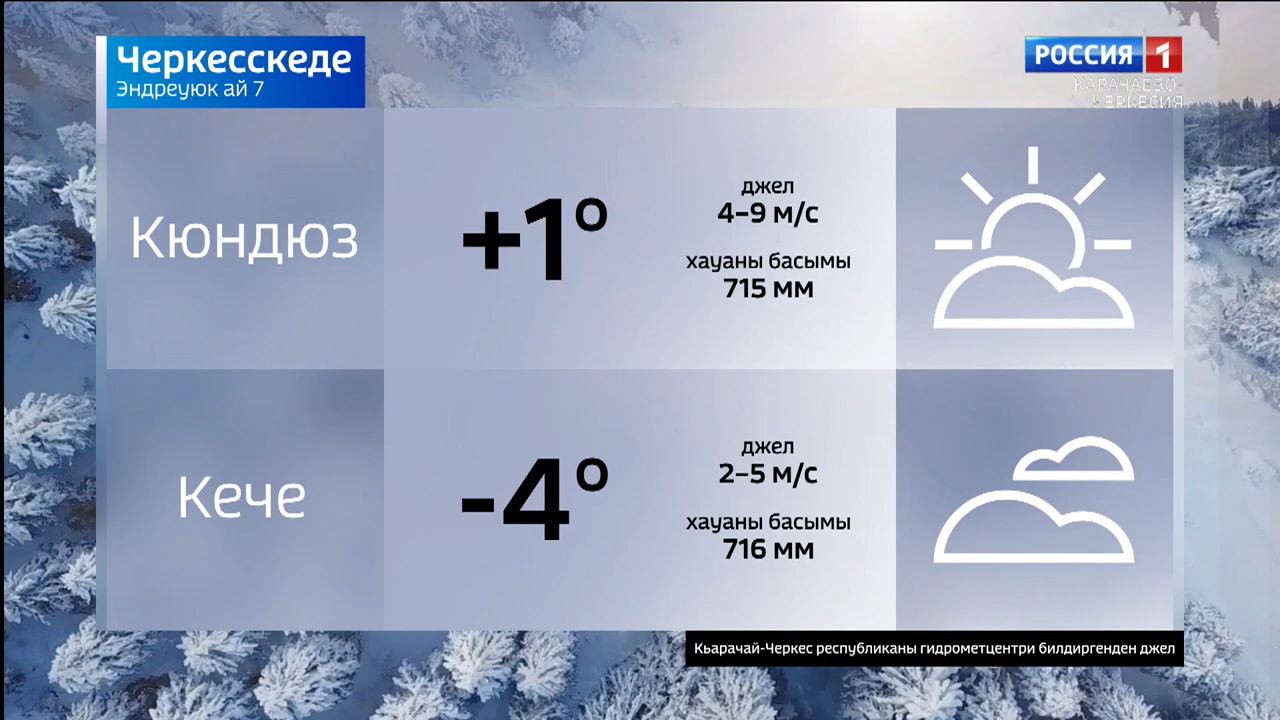 Черкесскеде
Эндреуюк ай 7
РОССИЯ 1
КАРАЧАЕВО-
ЧЕРКЕСИЯ
Кюндюз
+1°
джел
4-9 м/с
хауаны басымы
715 мм
Кече
-4°
джел
2-5 м/с
хауаны басымы
716 мм
Къарачай-Черкес республиканы гидрометцентри билдиргенден джел